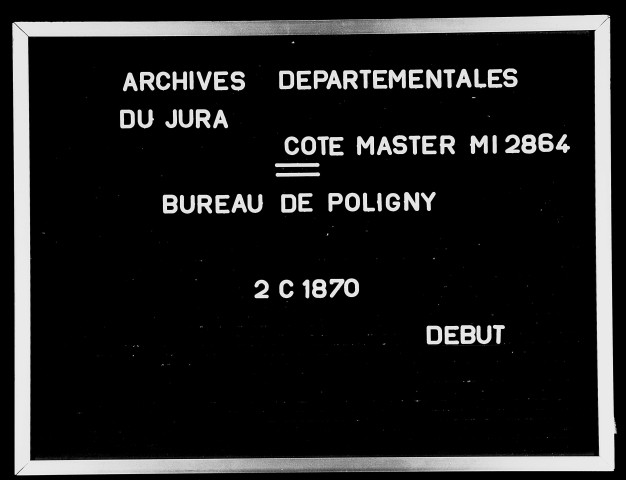 ARCHIVES DEPARTEMENTALES
DU JURA
COTE MASTER MI 2864
BUREAU DE POLIGNY
2 C 1870
DEBUT